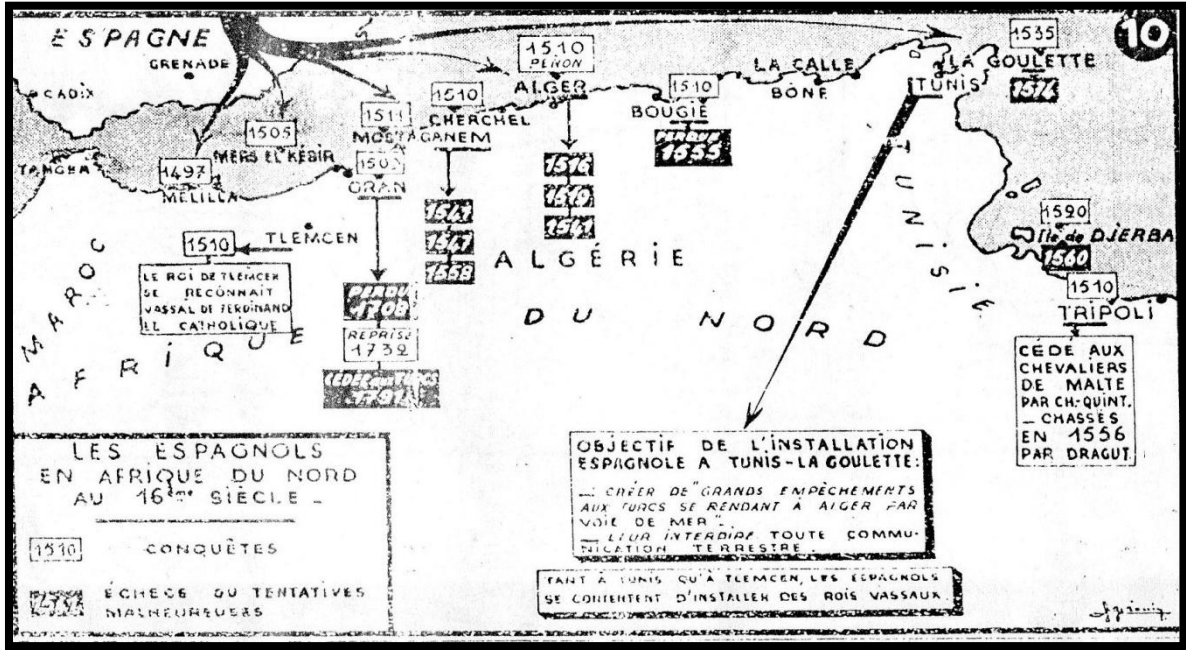 10
ESPAGNE
GRENADE
CADIX
TANGER
1497
MELILLA
1505
MERS EL KÉBIR
1511
MOSTAGANEM
ORAN
PERDU
1708
REPRISE
1732
CÉDÉE aux TURCS
1791
1510
CHERCHEL
1541
1547
1558
1510
PEÑON
ALGER
1516
1519
1541
1510
BOUGIE
PERDUE
1555
LA CALLE
BÔNE
1535
LA GOULETTE
1574
TUNIS
TUNISIE
1520
Ile de DJERBA
1560
1510
TRIPOLI
CÉDÉ AUX
CHEVALIERS
DE MALTE
PAR CH.-QUINT.
_ CHASSÉS
EN 1556
PAR DRAGUT
1510
TLEMCEN
LE ROI DE TLEMCEN
SE RECONNAIT
VASSAL DE FERDINAND
LE CATHOLIQUE
MAROC
ALGÉRIE
AFRIQUE DU NORD
LES ESPAGNOLS
EN AFRIQUE DU NORD
AU 16ème SIÈCLE _
1510
CONQUÊTES
ÉCHECS OU TENTATIVES
MALHEUREUSES
OBJECTIF DE L'INSTALLATION
ESPAGNOLE A TUNIS-LA GOULETTE:
_ CRÉER DE "GRANDS EMPÊCHEMENTS
AUX TURCS SE RENDANT À ALGER PAR
VOIE DE MER".
_ LEUR INTERDIRE TOUTE COMMU-
NICATION TERRESTRE.
TANT À TUNIS QU'À TLEMCEN, LES ESPAGNOLS
SE CONTENTENT D'INSTALLER DES ROIS VASSAUX